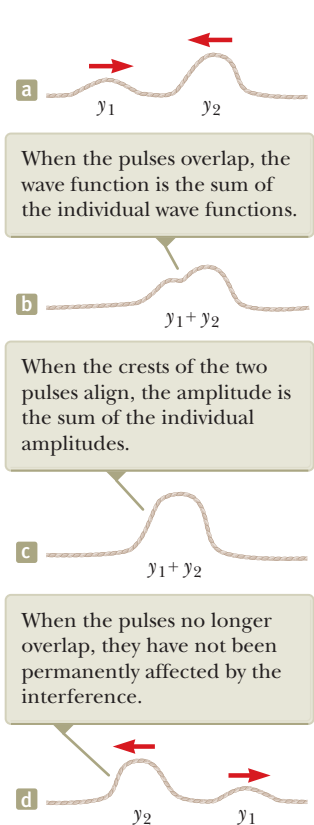 a
y₁ y₂
When the pulses overlap, the
wave function is the sum of
the individual wave functions.
b
y₁+ y₂
When the crests of the two
pulses align, the amplitude is
the sum of the individual
amplitudes.
c
y₁+ y₂
When the pulses no longer
overlap, they have not been
permanently affected by the
interference.
d
y₂ y₁